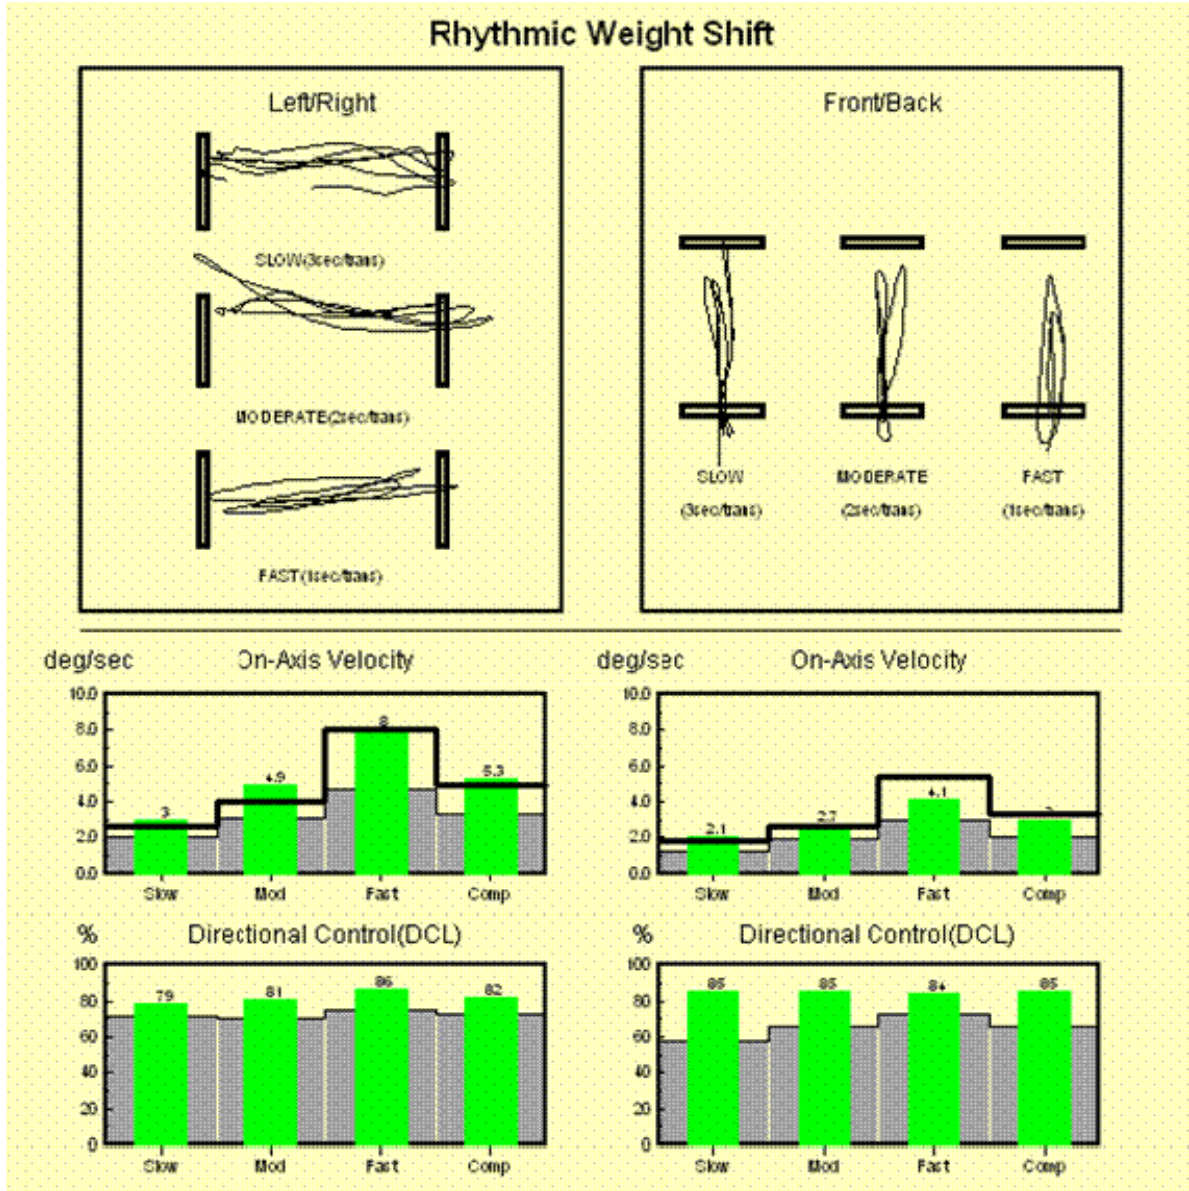 Rhythmic Weight Shift
Left/Right
SLOW(3sec/trans)
MODERATE(2sec/trans)
FAST(1sec/trans)
Front/Back
SLOW MODERATE FAST
(3sec/trans) (2sec/trans) (1sec/trans)
deg/sec On-Axis Velocity
10.0
8.0
6.0
4.0
2.0
0.0
3 4.9 8 5.3
Slow Mod Fast Comp
deg/sec On-Axis Velocity
10.0
8.0
6.0
4.0
2.0
0.0
2.1 2.7 4.1
Slow Mod Fast Comp
% Directional Control(DCL)
100
80
60
40
20
0
79 81 86 82
Slow Mod Fast Comp
% Directional Control(DCL)
100
80
60
40
20
0
85 85 84 85
Slow Mod Fast Comp